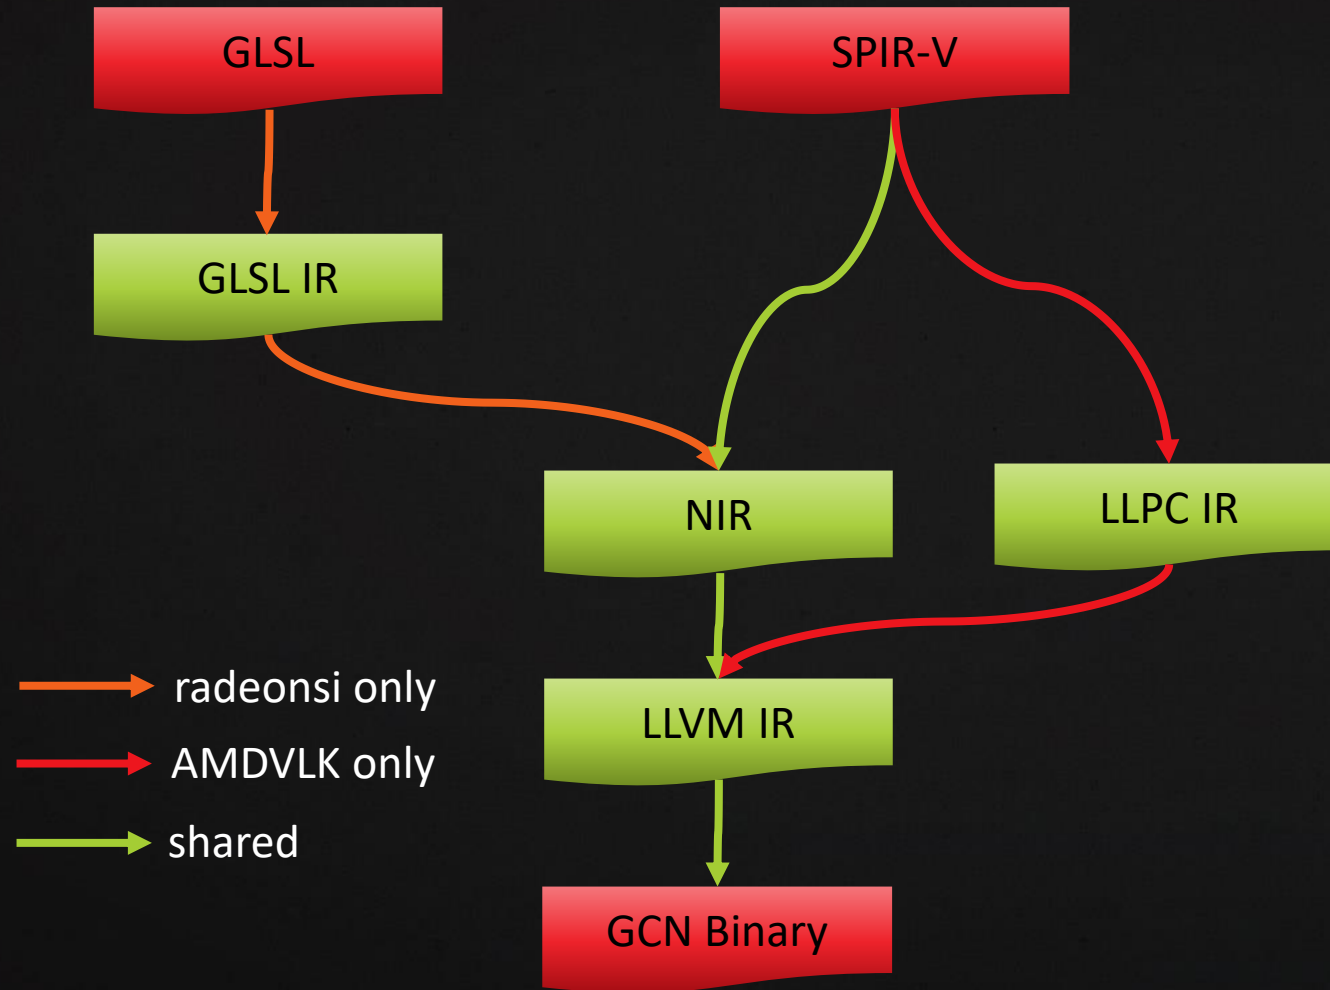 GLSL
SPIR-V
GLSL IR
NIR
LLPC IR
radeonsi only
LLVM IR
AMDVLK only
shared
GCN Binary